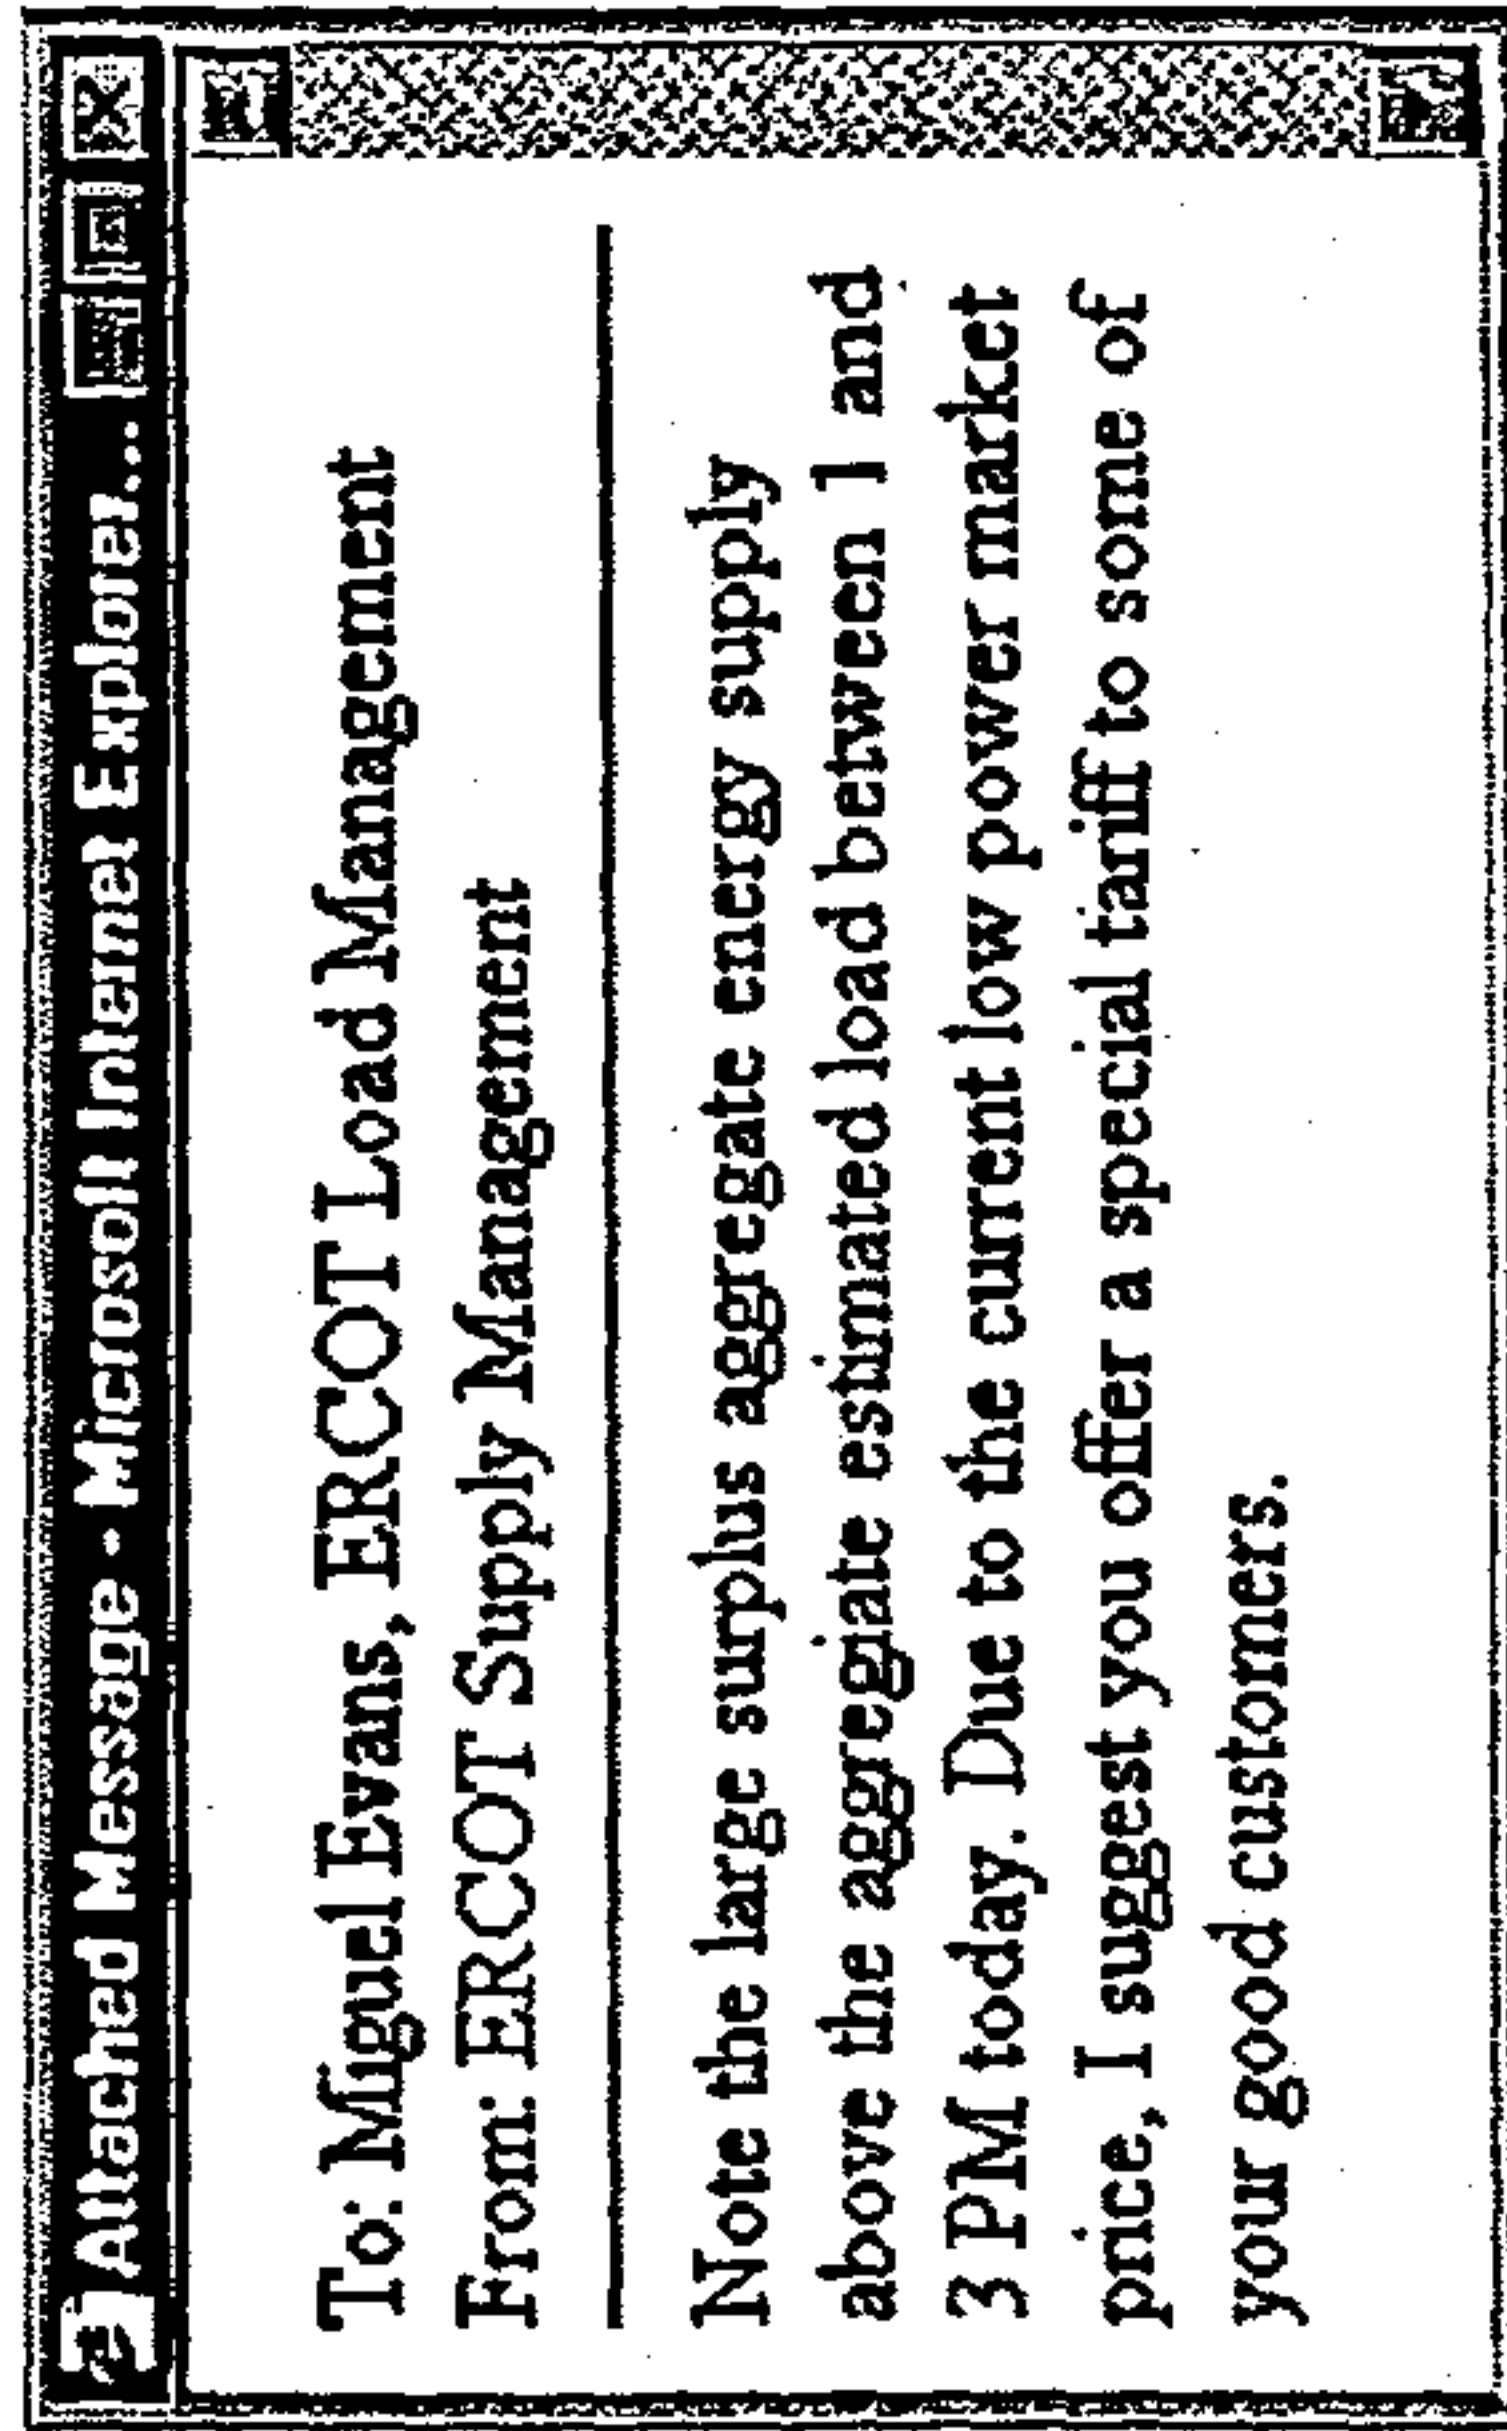 Attached Message - Microsoft Internet Explorer...
To: Miguel Evans, ERCOT Load Management
From: ERCOT Supply Management
Note the large surplus aggregate energy supply
above the aggregiate estimated load between 1 and
3 PM today. Due to the current low power market
price, I suggest you offer a special tariff to some of
your good customers.